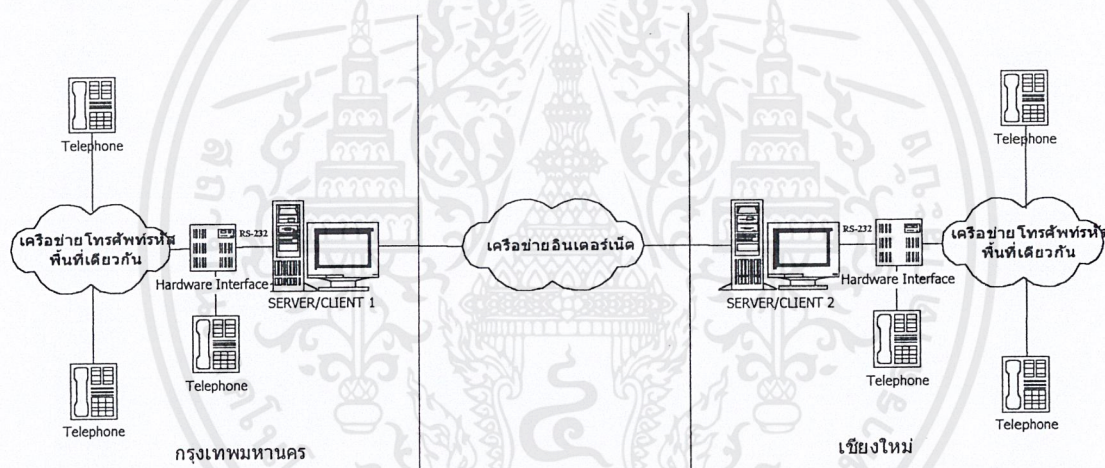 Telephone
เครือข่ายโทรศัพท์รหัส
พื้นที่เดียวกัน
RS-232
Hardware Interface
SERVER/CLIENT 1
Telephone
Telephone
กรุงเทพมหานคร
เครือข่ายอินเตอร์เน็ต
Telephone
RS-232
เครือข่ายโทรศัพท์รหัส
พื้นที่เดียวกัน
Hardware Interface
SERVER/CLIENT 2
Telephone
Telephone
เชียงใหม่